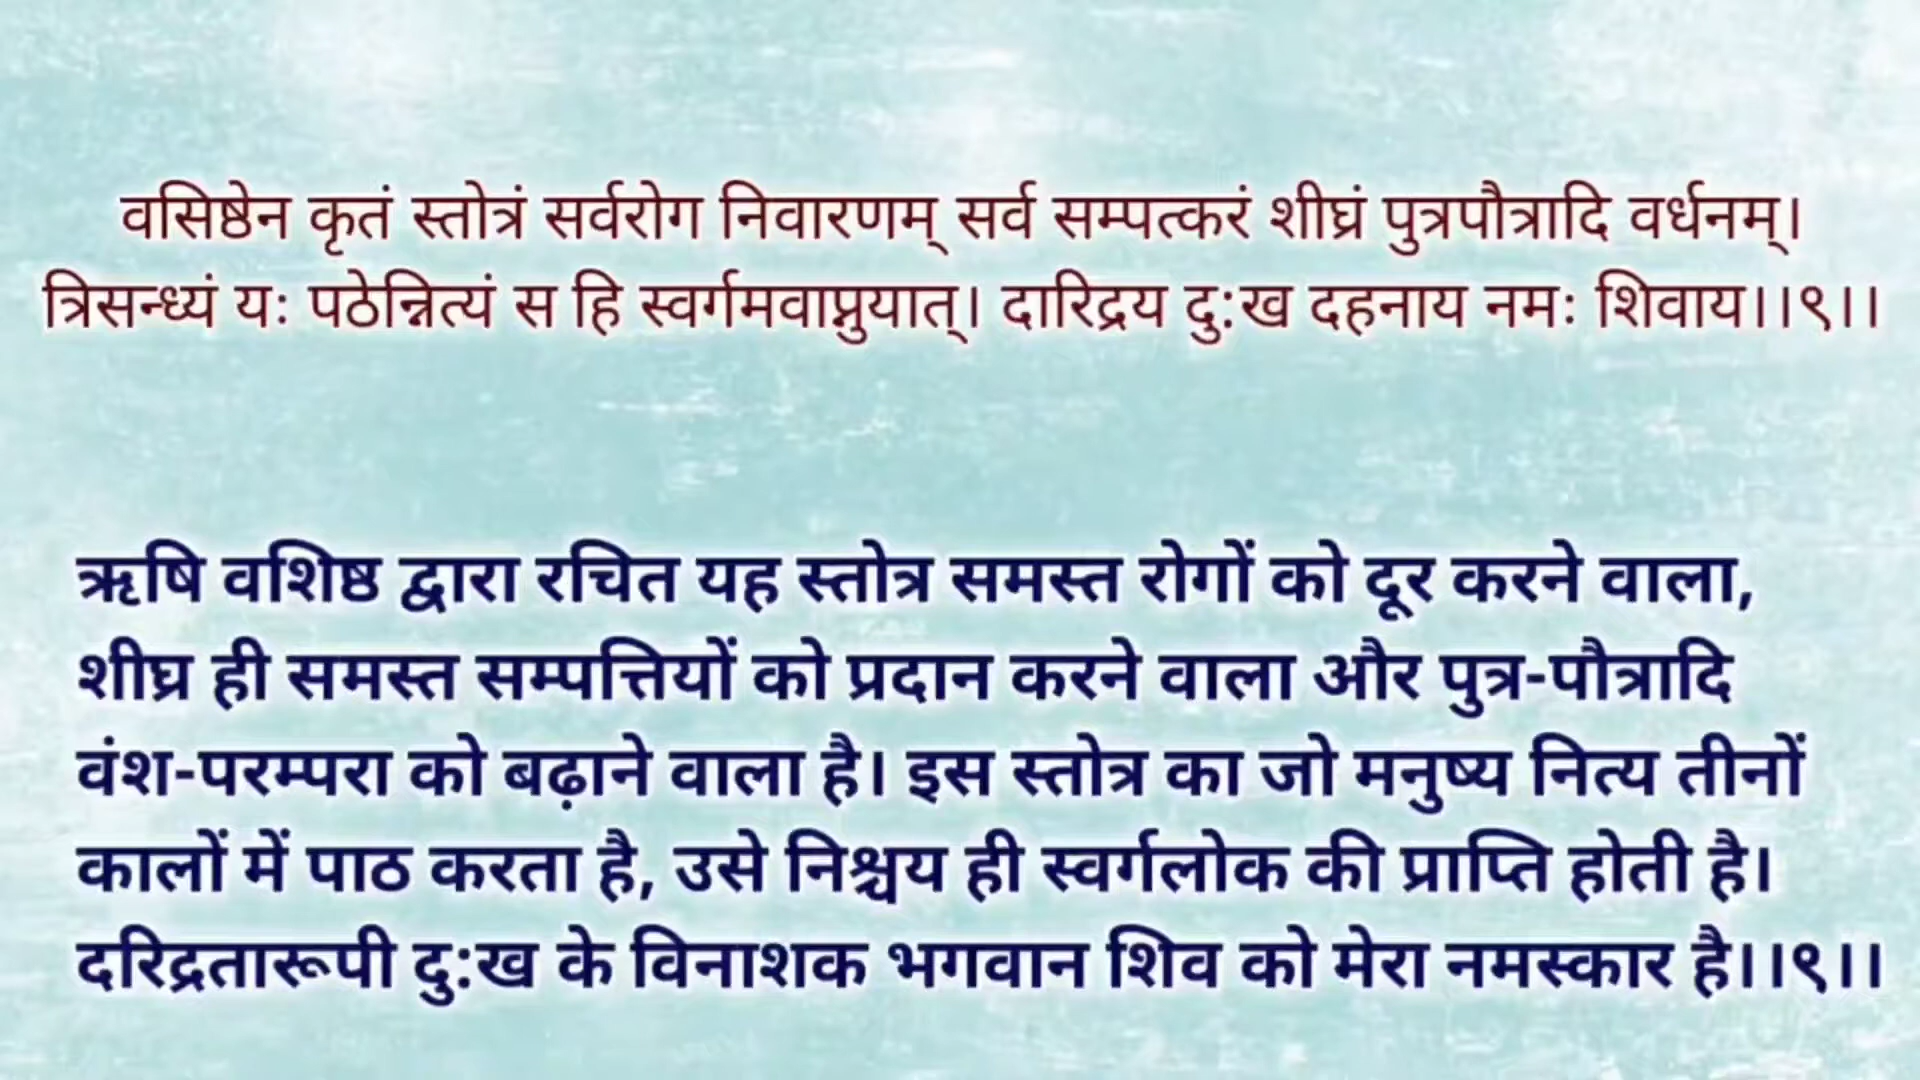 वसिष्ठेन कृतं स्तोत्रं सर्वरोग निवारणम् सर्व सम्पत्करं शीघ्रं पुत्रपौत्रादि वर्धनम्।
त्रिसन्ध्यं यः पठेन्नित्यं स हि स्वर्गमवाप्नुयात्। दारिद्रय दु:ख दहनाय नमः शिवाय।।९।।
ऋषि वशिष्ठ द्वारा रचित यह स्तोत्र समस्त रोगों को दूर करने वाला,
शीघ्र ही समस्त सम्पत्तियों को प्रदान करने वाला और पुत्र-पौत्रादि
वंश-परम्परा को बढ़ाने वाला है। इस स्तोत्र का जो मनुष्य नित्य तीनों
कालों में पाठ करता है, उसे निश्चय ही स्वर्गलोक की प्राप्ति होती है।
दरिद्रतारूपी दु:ख के विनाशक भगवान शिव को मेरा नमस्कार है।।९।।